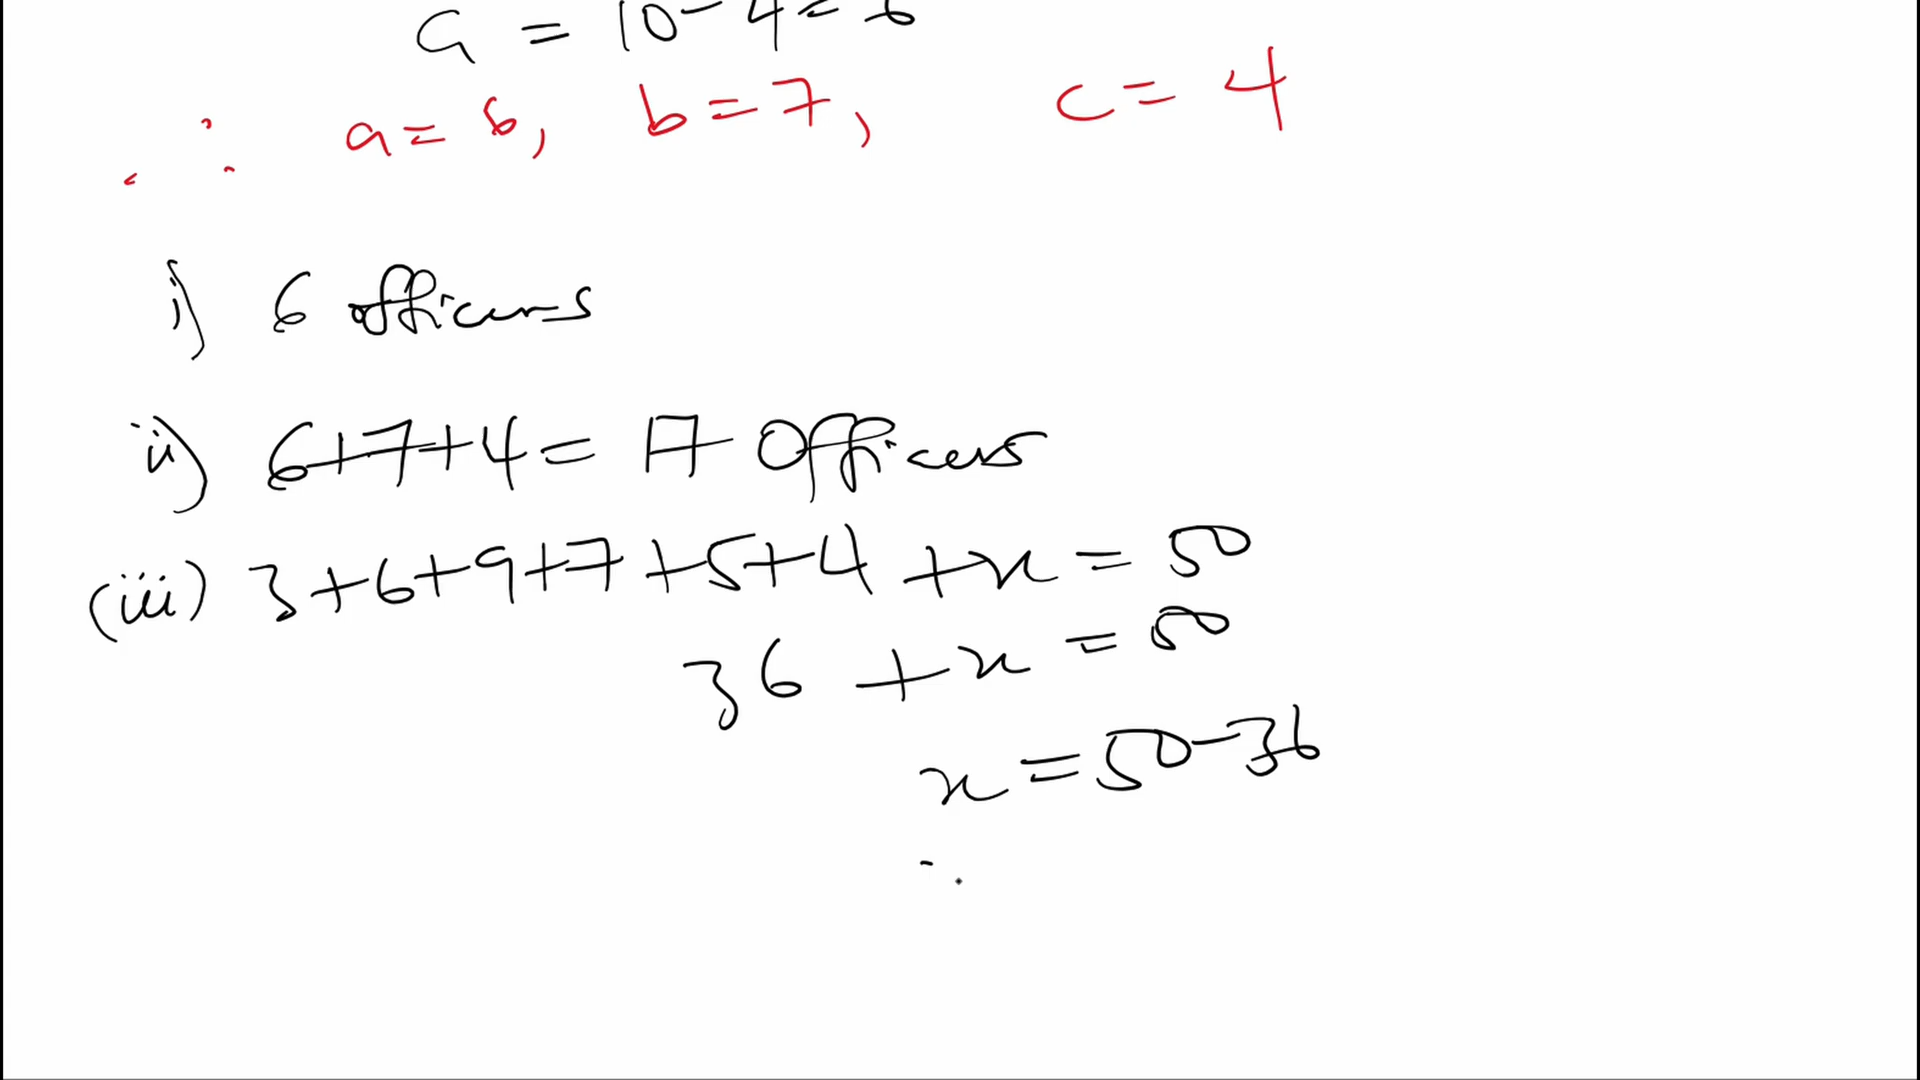 a = 10 - 4 = 6
∴ a = 6, b = 7, c = 4
i) 6 officers
ii) 6+7+4 = 17 Officers
(iii) 3+6+9+7+5+4 +x = 50
36 + x = 50
x = 50 - 36